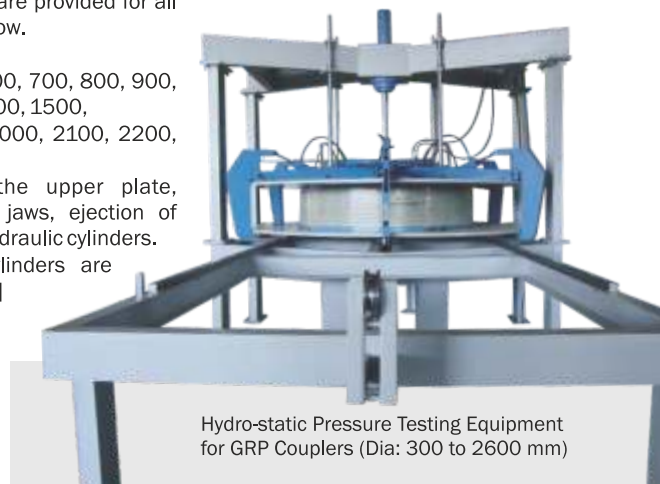 are provided for all
ow.
00, 700, 800, 900,
00, 1500,
000, 2100, 2200,
the upper plate,
jaws, ejection of
draulic cylinders.
linders are
Hydro-static Pressure Testing Equipment
for GRP Couplers (Dia: 300 to 2600 mm)